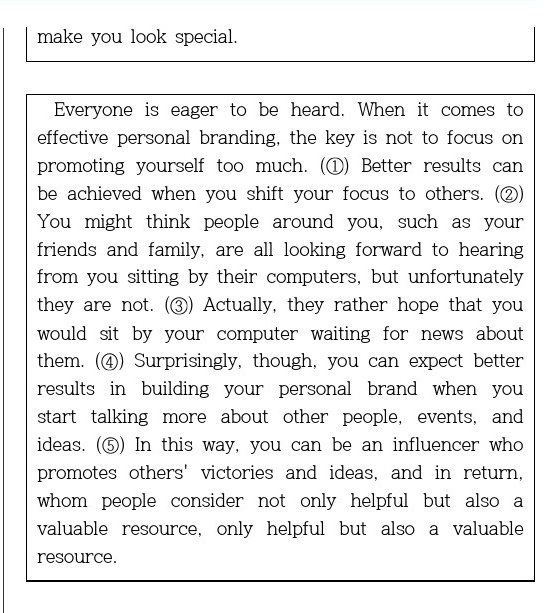 make you look special.
Everyone is eager to be heard. When it comes to
effective personal branding, the key is not to focus on
promoting yourself too much. (①) Better results can
be achieved when you shift your focus to others. (②)
You might think people around you, such as your
friends and family, are all looking forward to hearing
from you sitting by their computers, but unfortunately
they are not. (③) Actually, they rather hope that you
would sit by your computer waiting for news about
them. (④) Surprisingly, though, you can expect better
results in building your personal brand when you
start talking more about other people, events, and
ideas. (⑤) In this way, you can be an influencer who
promotes others' victories and ideas, and in return,
whom people consider not only helpful but also a
valuable resource, only helpful but also a valuable
resource.